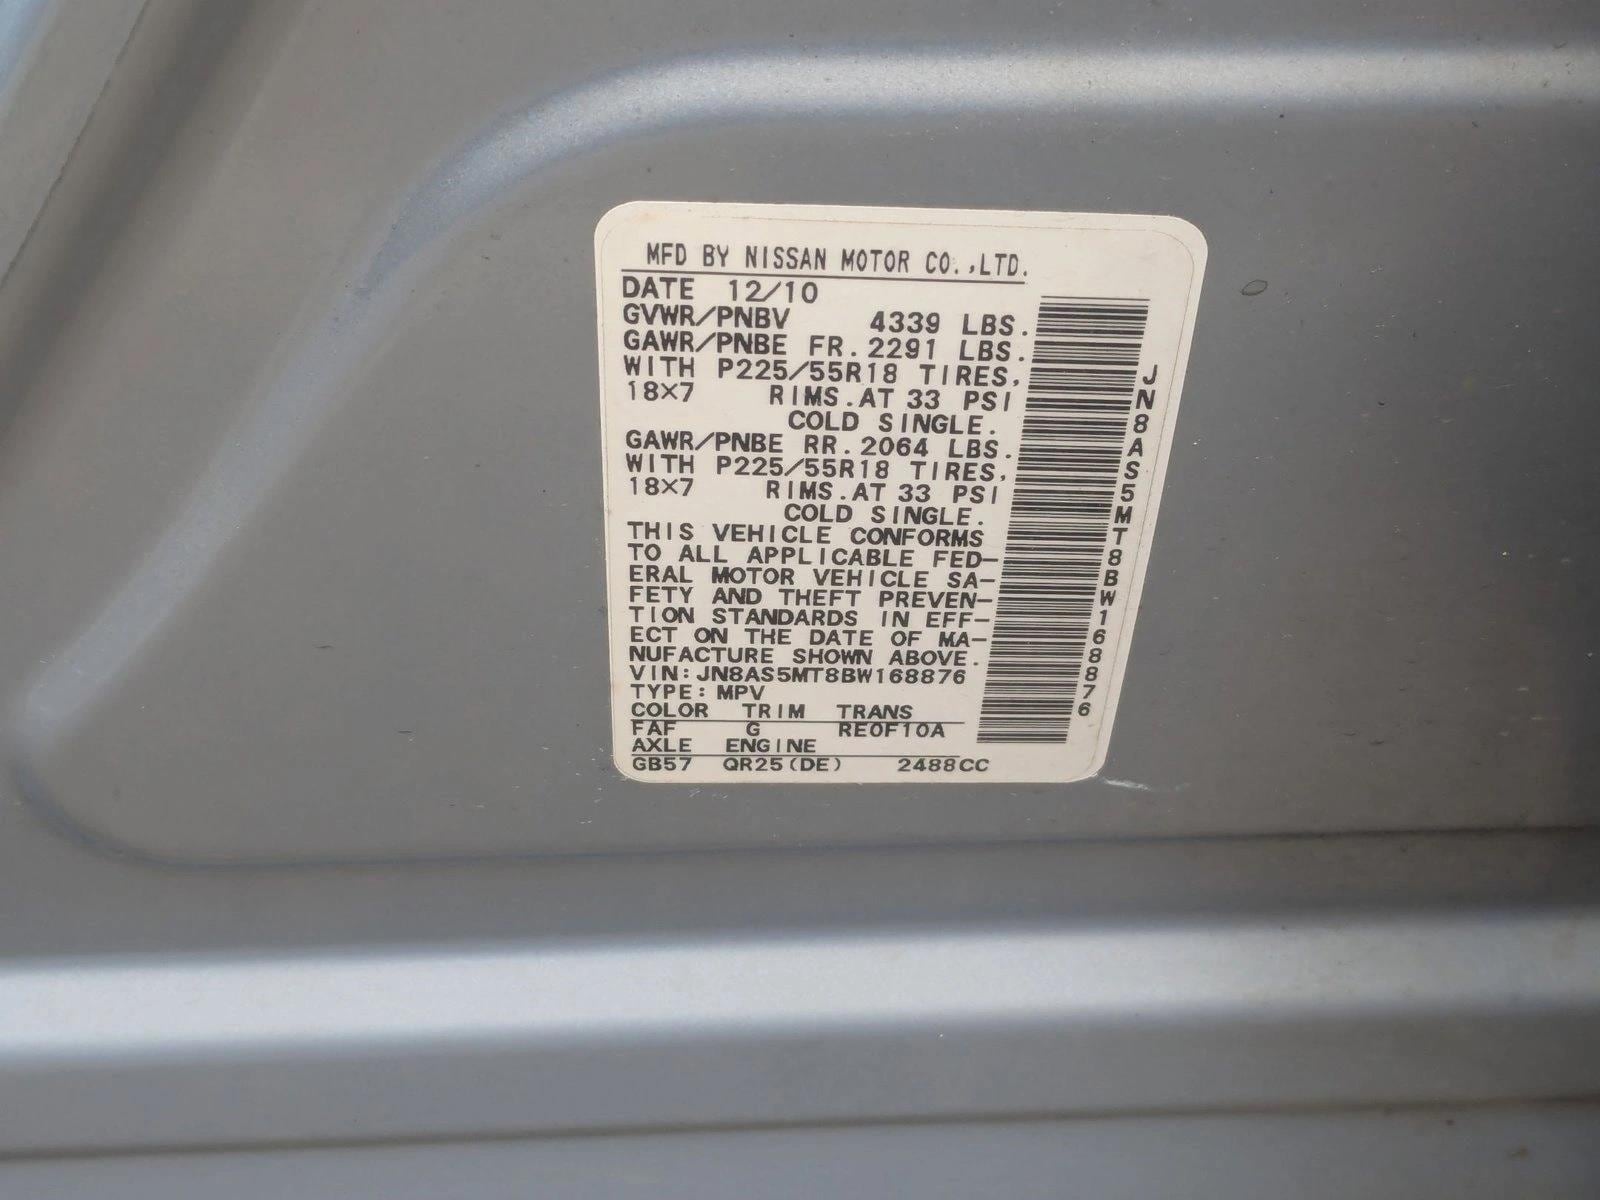 MFD BY NISSAN MOTOR CO.,LTD.
DATE 12/10
GVWR/PNBV 4339 LBS.
GAWR/PNBE FR.2291 LBS.
WITH P225/55R18 TIRES,
18X7 RIMS.AT 33 PSI
COLD SINGLE.
GAWR/PNBE RR.2064 LBS.
WITH P225/55R18 TIRES,
18X7 RIMS.AT 33 PSI
COLD SINGLE.
THIS VEHICLE CONFORMS
TO ALL APPLICABLE FED-
ERAL MOTOR VEHICLE SA-
FETY AND THEFT PREVEN-
TION STANDARDS IN EFF-
ECT ON THE DATE OF MA-
NUFACTURE SHOWN ABOVE.
VIN:JN8AS5MT8BW168876
TYPE:MPV
COLOR TRIM TRANS
FAF G RE0F10A
AXLE ENGINE
GB57 QR25(DE) 2488CC
JN8AS5MT8BW168876